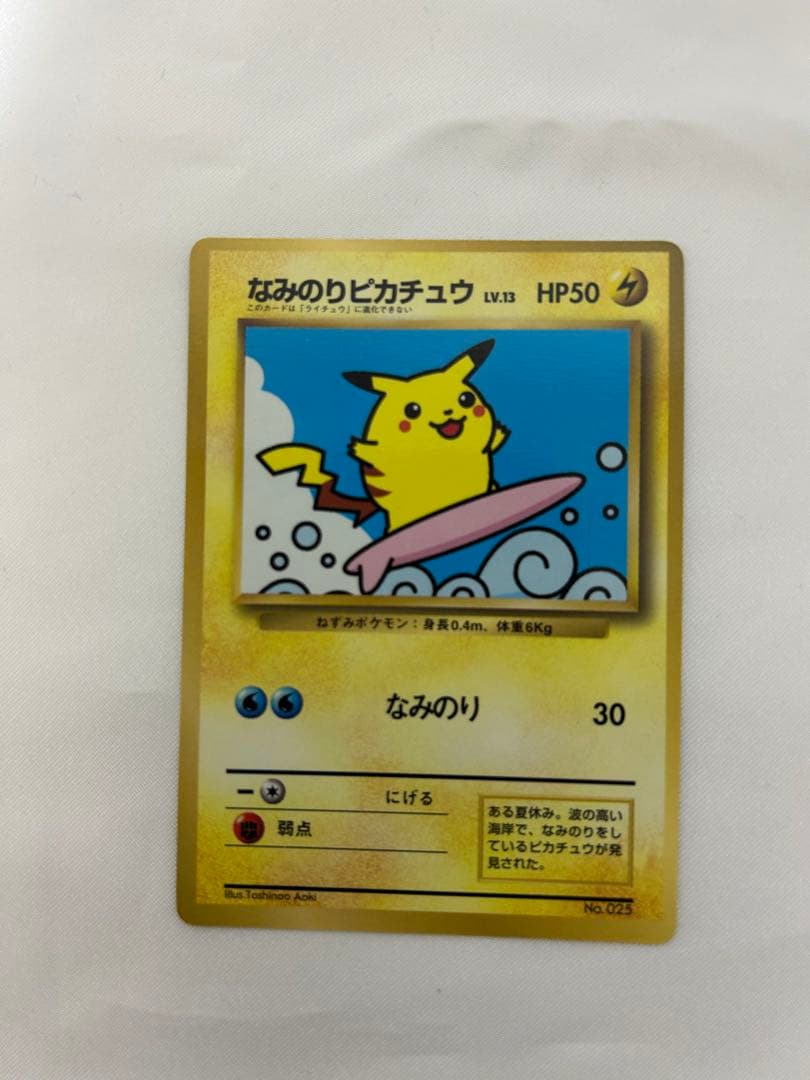 なみのりピカチュウ LV.13 HP50
このカードは「ライチュウ」に進化できない
ねずみポケモン：身長0.4m、体重6Kg
なみのり 30
にげる
弱点
ある夏休み。波の高い
海岸で、なみのりをし
ているピカチュウが発
見された。
Illus.Toshinao Aoki
No. 025